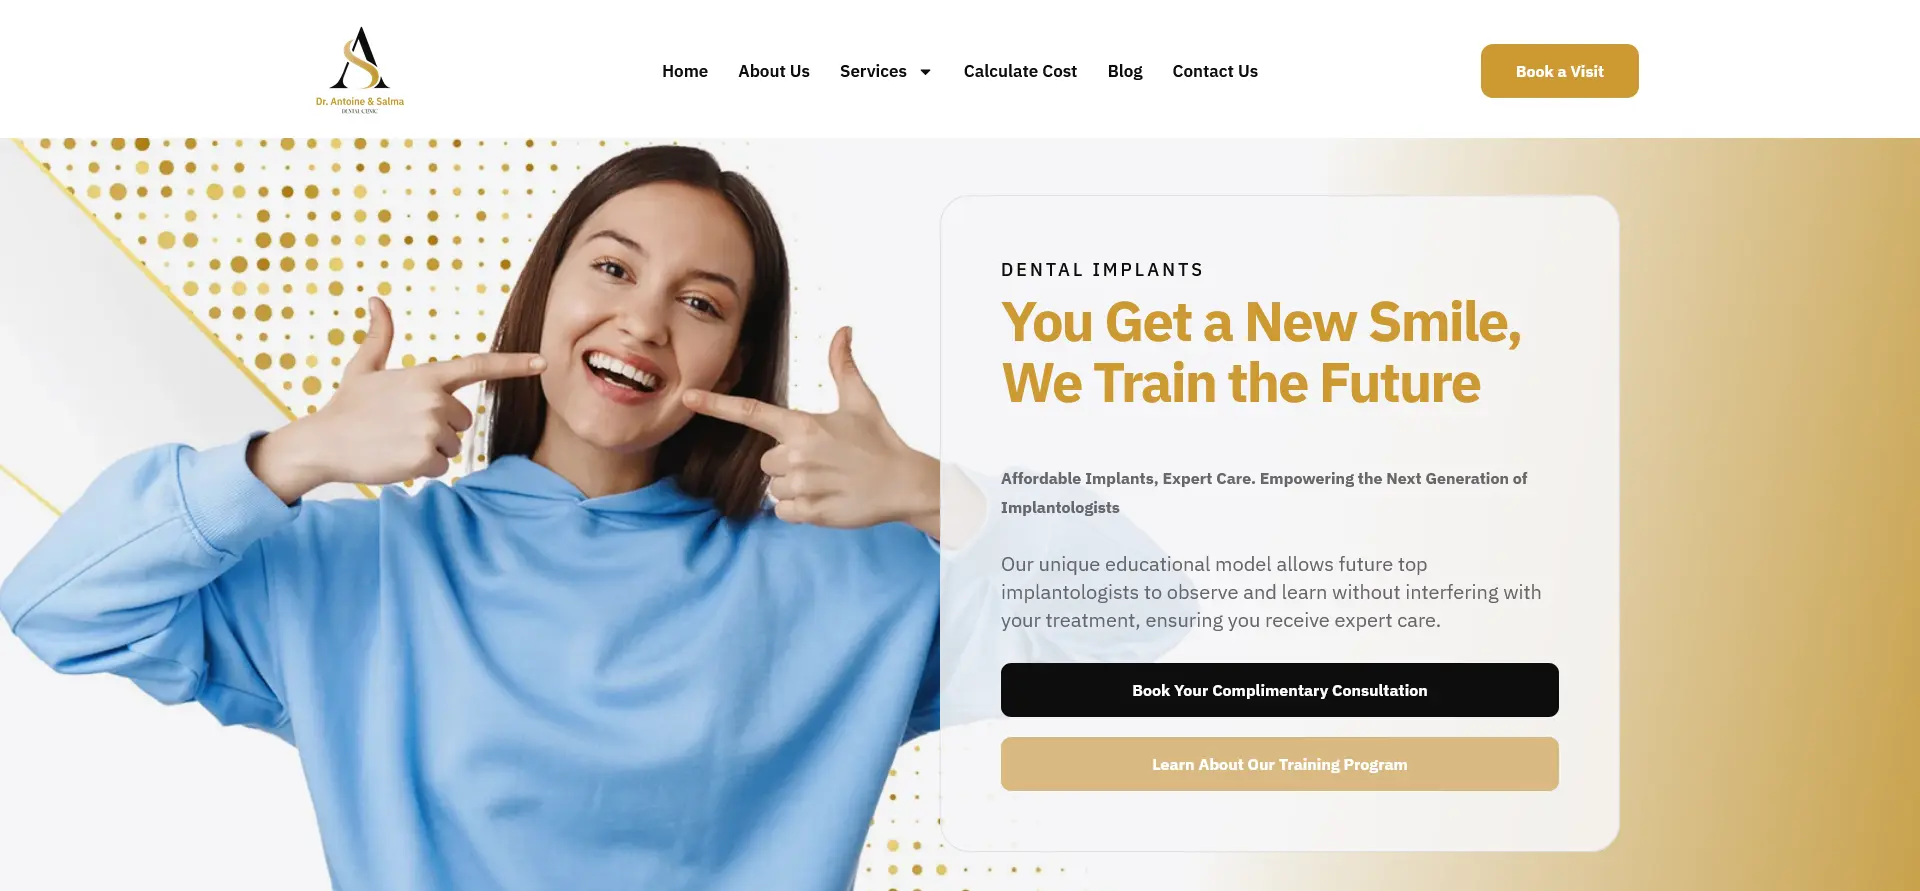 Dr. Antoine & Salma
DENTAL CLINIC
Home
About Us
Services
Calculate Cost
Blog
Contact Us
Book a Visit
DENTAL IMPLANTS
You Get a New Smile,
We Train the Future
Affordable Implants, Expert Care. Empowering the Next Generation of
Implantologists
Our unique educational model allows future top
implantologists to observe and learn without interfering with
your treatment, ensuring you receive expert care.
Book Your Complimentary Consultation
Learn About Our Training Program